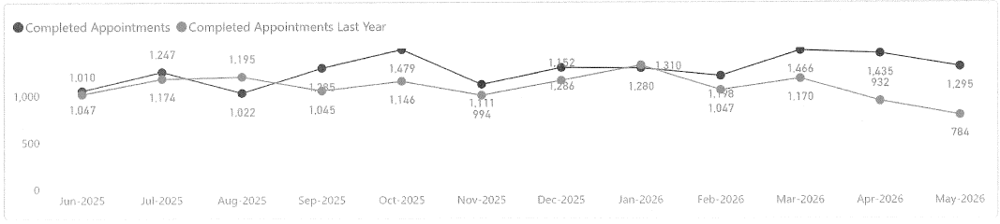 Completed Appointments Completed Appointments Last Year
1,247 1,195
1,010 1,479 1,152 1,310 1,466 1,435
1,000 1,174 1,285 1,146 1,286 1,280 1,198 1,170 932 1,295
1,047 1,022 1,045 1,111 1,047
994 784
500
0
Jun-2025 Jul-2025 Aug-2025 Sep-2025 Oct-2025 Nov-2025 Dec-2025 Jan-2026 Feb-2026 Mar-2026 Apr-2026 May-2026